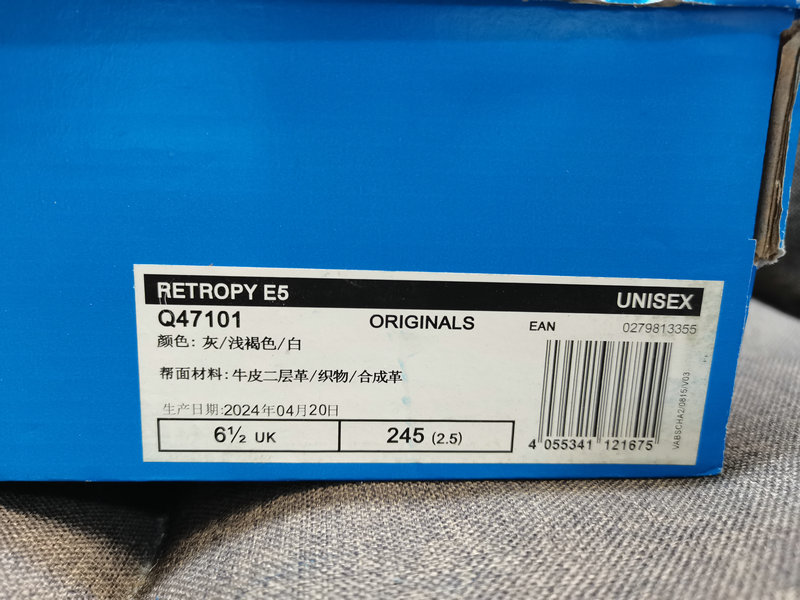 RETROPY E5
UNISEX
Q47101
ORIGINALS
EAN
0279813355
颜色: 灰/浅褐色/白
帮面材料: 牛皮二层革/织物/合成革
生产日期:2024年04月20日
6½ UK
245 (2.5)
4 055341 121675
VABSCHA2/0815/V03